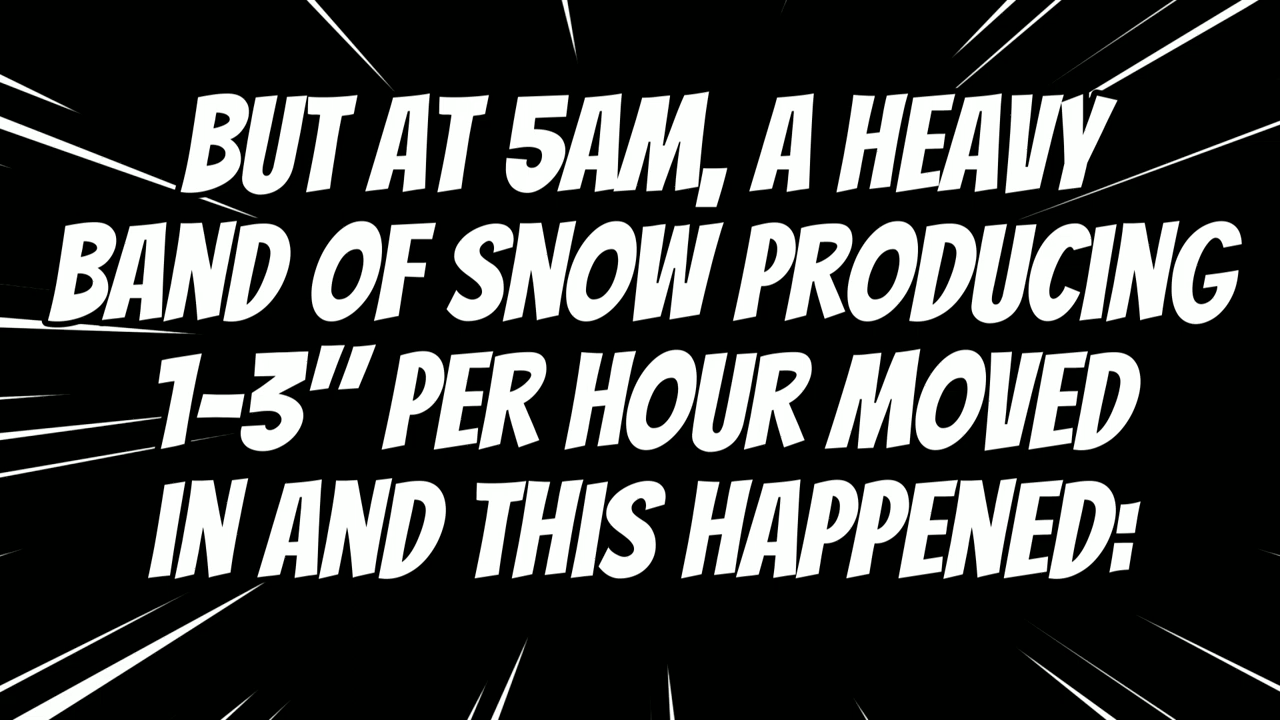 BUT AT 5AM, A HEAVY
BAND OF SNOW PRODUCING
1-3" PER HOUR MOVED
IN AND THIS HAPPENED: